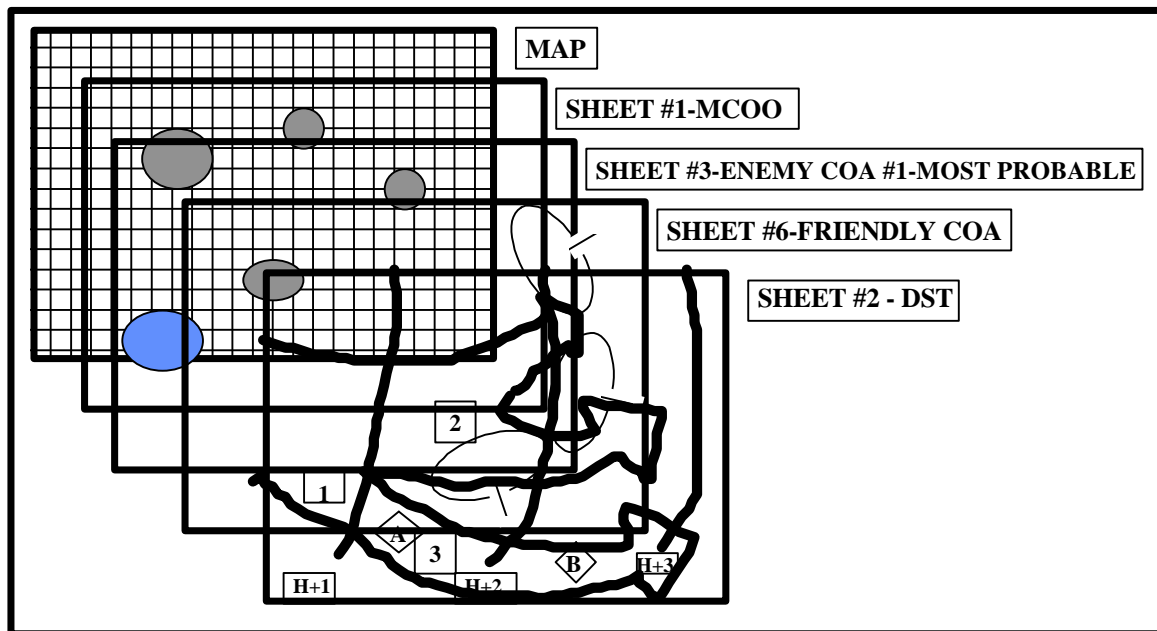 MAP
SHEET #1-MCOO
SHEET #3-ENEMY COA #1-MOST PROBABLE
SHEET #6-FRIENDLY COA
SHEET #2 - DST
2
1
A
3
B
H+3
H+1
H+2